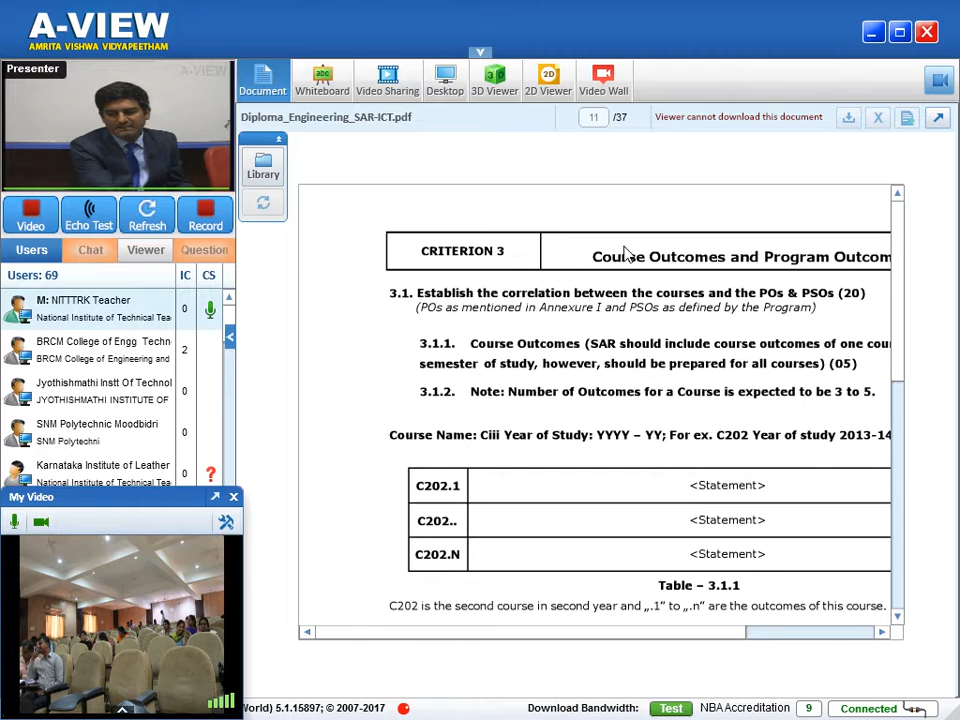 A-VIEW
AMRITA VISHWA VIDYAPEETHAM
Presenter
A-VIEW
Video
Echo Test
Refresh
Record
Users
Chat
Viewer
Question
Users: 69
IC
CS
M: NITTTRK Teacher
National Institute of Technical Tea
0
BRCM College of Engg Techn
BRCM College of Engineering and
2
Jyothishmathi Instt Of Technol
JYOTHISHMATHI INSTITUTE OF
0
SNM Polytechnic Moodbidri
SNM Polytechni
0
Karnataka Institute of Leather
National Institute of Technical Tea
0
?
My Video
Document
abc
Whiteboard
Video Sharing
Desktop
3D
3D Viewer
2D
2D Viewer
Video Wall
Diploma_Engineering_SAR-ICT.pdf
11 /37
Viewer cannot download this document
Library
CRITERION 3
Course Outcomes and Program Outcom
3.1. Establish the correlation between the courses and the POs & PSOs (20)
(POs as mentioned in Annexure I and PSOs as defined by the Program)
3.1.1. Course Outcomes (SAR should include course outcomes of one cou
semester of study, however, should be prepared for all courses) (05)
3.1.2. Note: Number of Outcomes for a Course is expected to be 3 to 5.
Course Name: Ciii Year of Study: YYYY – YY; For ex. C202 Year of study 2013-14
C202.1 <Statement>
C202.. <Statement>
C202.N <Statement>
Table – 3.1.1
C202 is the second course in second year and „.1" to „.n" are the outcomes of this course.
World) 5.1.15897; © 2007-2017
Download Bandwidth:
Test
NBA Accreditation
9
Connected